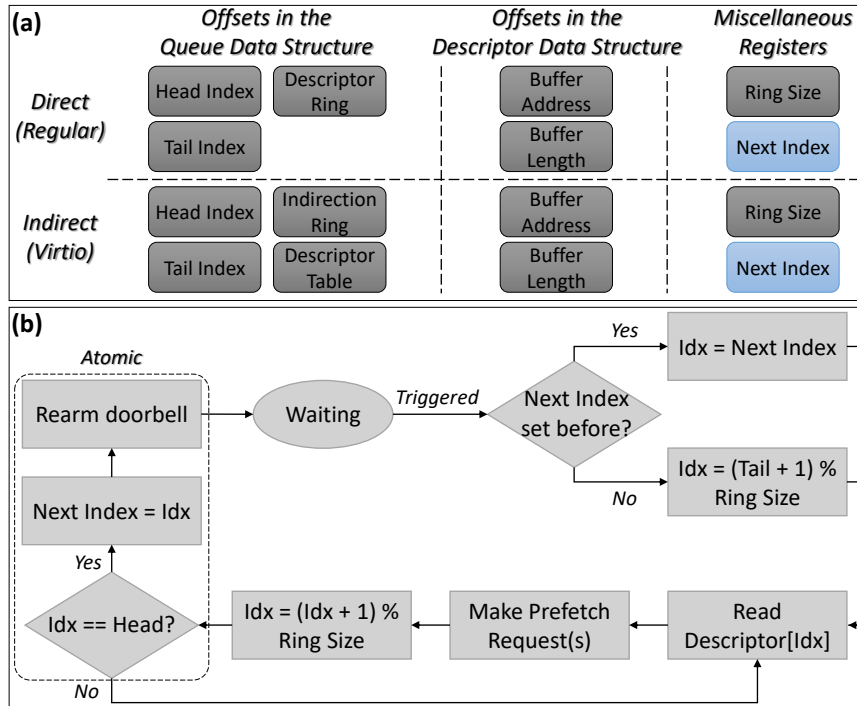 (a)
Offsets in the
Queue Data Structure
Offsets in the
Descriptor Data Structure
Miscellaneous
Registers
Direct
(Regular)
Head Index
Descriptor
Ring
Tail Index
Buffer
Address
Buffer
Length
Ring Size
Next Index
Indirect
(Virtio)
Head Index
Indirection
Ring
Tail Index
Descriptor
Table
Buffer
Address
Buffer
Length
Ring Size
Next Index
(b)
Atomic
Rearm doorbell
Waiting
Triggered
Next Index
set before?
Yes
Idx = Next Index
No
Idx = (Tail + 1) %
Ring Size
Next Index = Idx
Yes
Idx == Head?
No
Idx = (Idx + 1) %
Ring Size
Make Prefetch
Request(s)
Read
Descriptor[Idx]